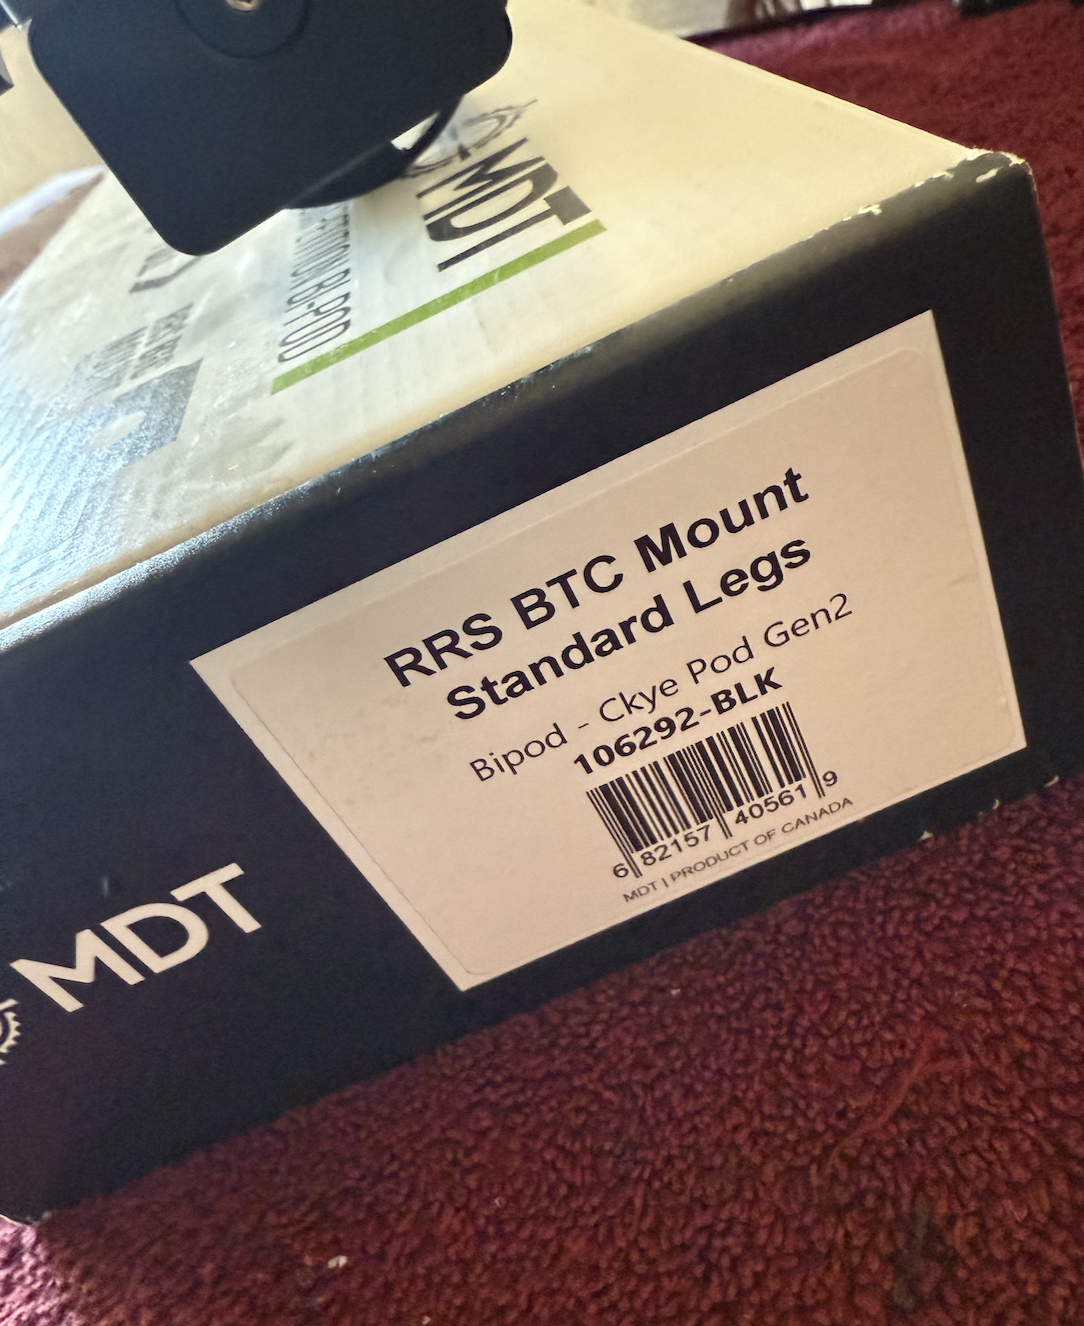 MDT
RRS BTC Mount
Standard Legs
Bipod - Ckye Pod Gen2
106292-BLK
6 82157 40561 9
MDT | PRODUCT OF CANADA
MDT